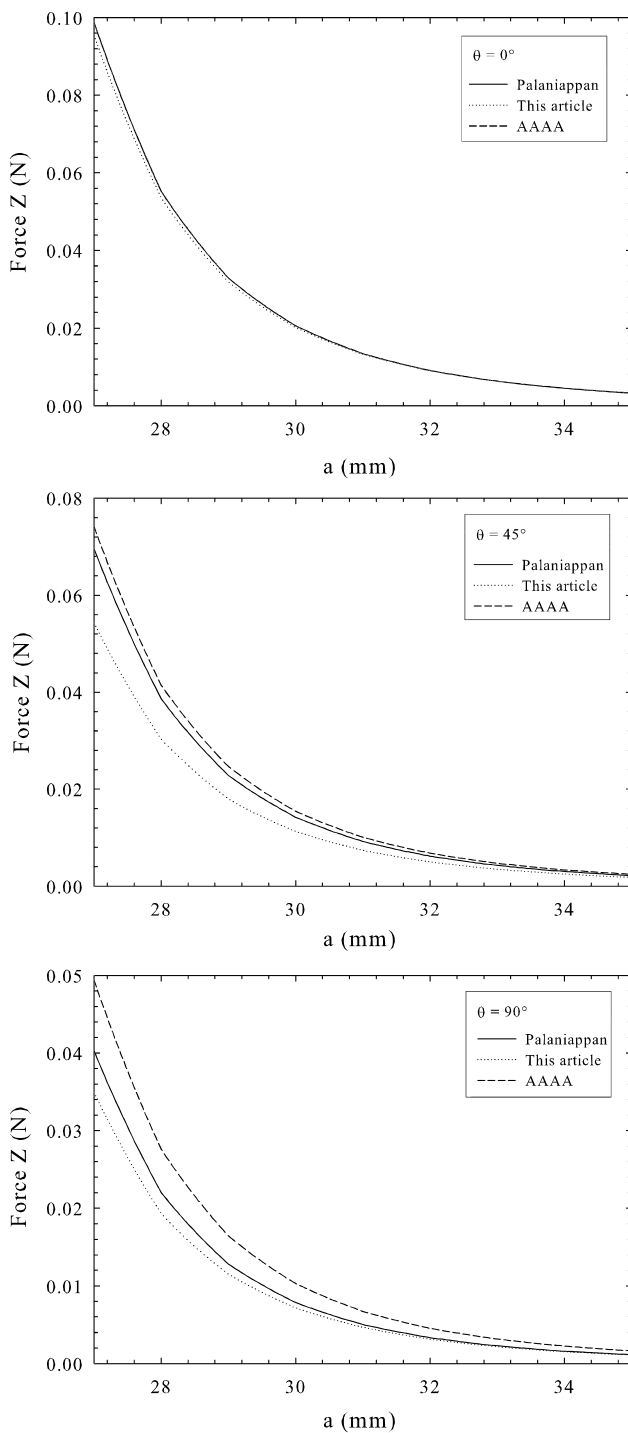 0.10
0.08
0.06
0.04
0.02
0.00
Force Z (N)
θ = 0°
Palaniappan
This article
AAAA
28 30 32 34
a (mm)
0.08
0.06
0.04
0.02
0.00
Force Z (N)
θ = 45°
Palaniappan
This article
AAAA
28 30 32 34
a (mm)
0.05
0.04
0.03
0.02
0.01
0.00
Force Z (N)
θ = 90°
Palaniappan
This article
AAAA
28 30 32 34
a (mm)